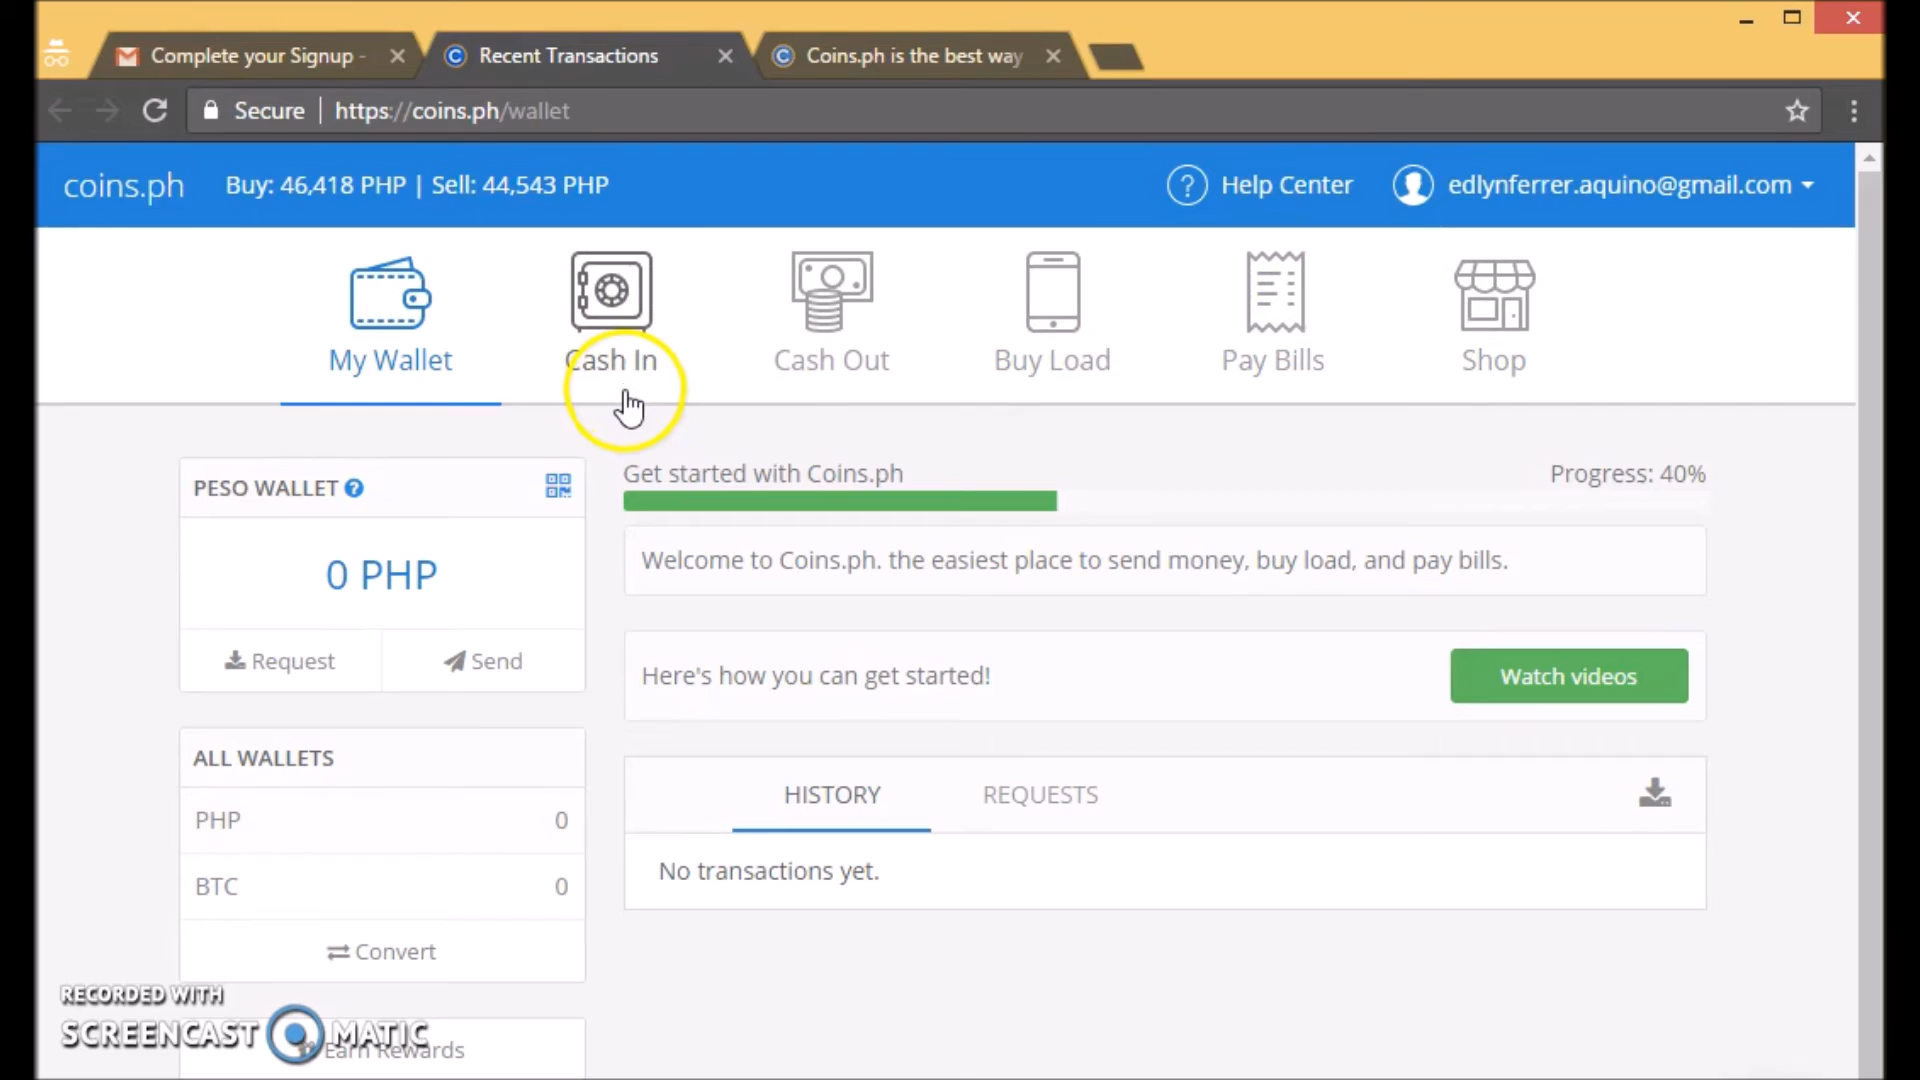 Complete your Signup -
Recent Transactions
Coins.ph is the best way
Secure
https://coins.ph/wallet
coins.ph
Buy: 46,418 PHP | Sell: 44,543 PHP
? Help Center
edlynferrer.aquino@gmail.com
My Wallet
Cash In
Cash Out
Buy Load
Pay Bills
Shop
PESO WALLET ?
0 PHP
Request
Send
Get started with Coins.ph
Progress: 40%
Welcome to Coins.ph. the easiest place to send money, buy load, and pay bills.
Here's how you can get started!
Watch videos
ALL WALLETS
PHP 0
BTC 0
Convert
HISTORY
REQUESTS
No transactions yet.
Earn Rewards
RECORDED WITH
SCREENCAST MATIC